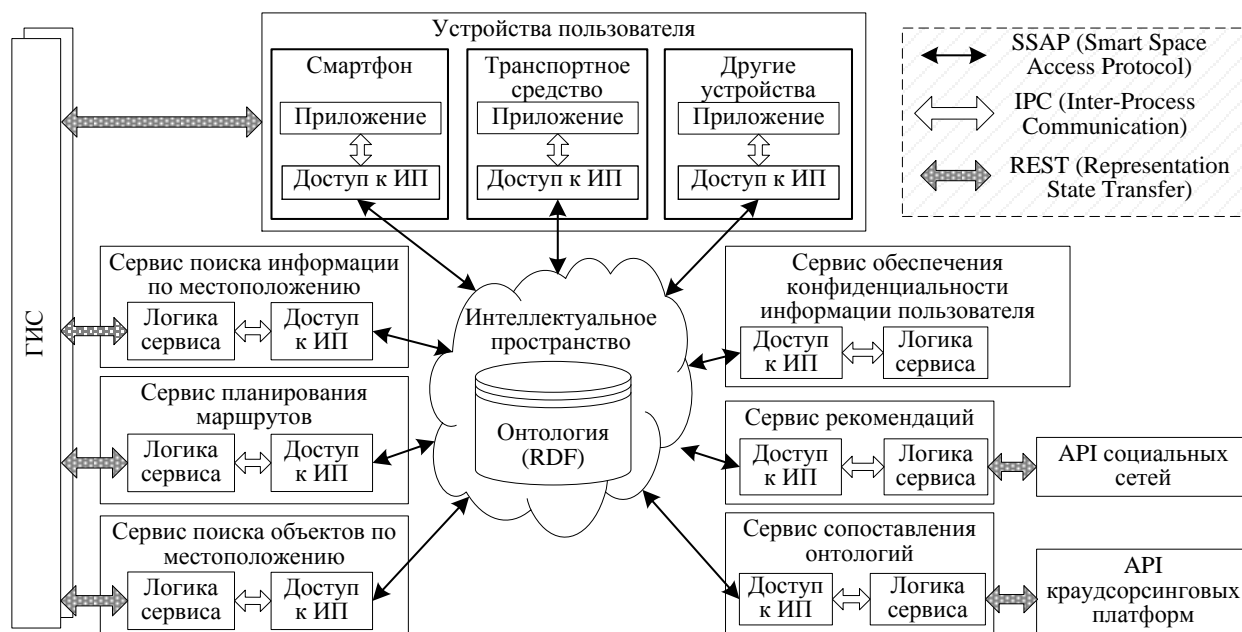 Устройства пользователя
Смартфон
Приложение
Доступ к ИП
Транспортное
средство
Приложение
Доступ к ИП
Другие
устройства
Приложение
Доступ к ИП
SSAP (Smart Space
Access Protocol)
IPC (Inter-Process
Communication)
REST (Representation
State Transfer)
ГИС
Сервис поиска информации
по местоположению
Логика
сервиса
Доступ
к ИП
Сервис планирования
маршрутов
Логика
сервиса
Доступ
к ИП
Сервис поиска объектов по
местоположению
Логика
сервиса
Доступ
к ИП
Интеллектуальное
пространство
Онтология
(RDF)
Сервис обеспечения
конфиденциальности
информации пользователя
Доступ
к ИП
Логика
сервиса
Сервис рекомендаций
Доступ
к ИП
Логика
сервиса
API социальных
сетей
Сервис сопоставления
онтологий
Доступ
к ИП
Логика
сервиса
API
краудсорсинговых
платформ